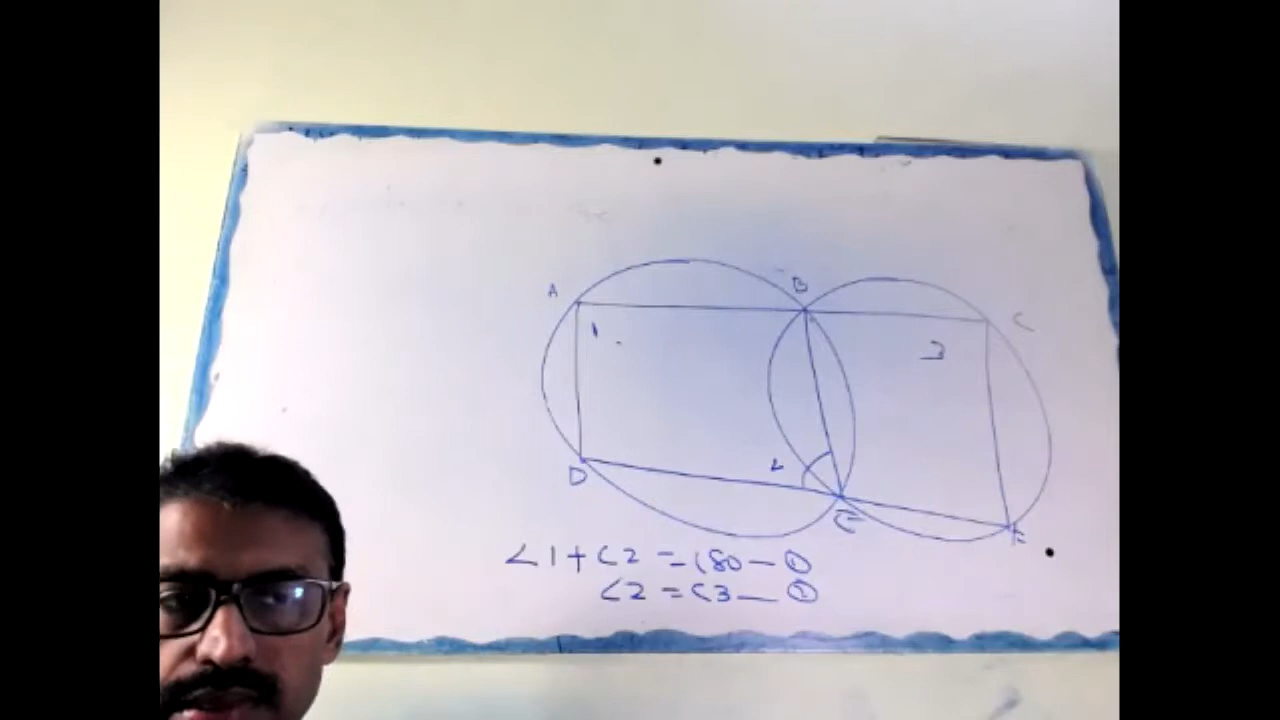 A
B
C
1
3
2
D
E
F
∠1 + ∠2 = 180 — ①
∠2 = ∠3 — ②